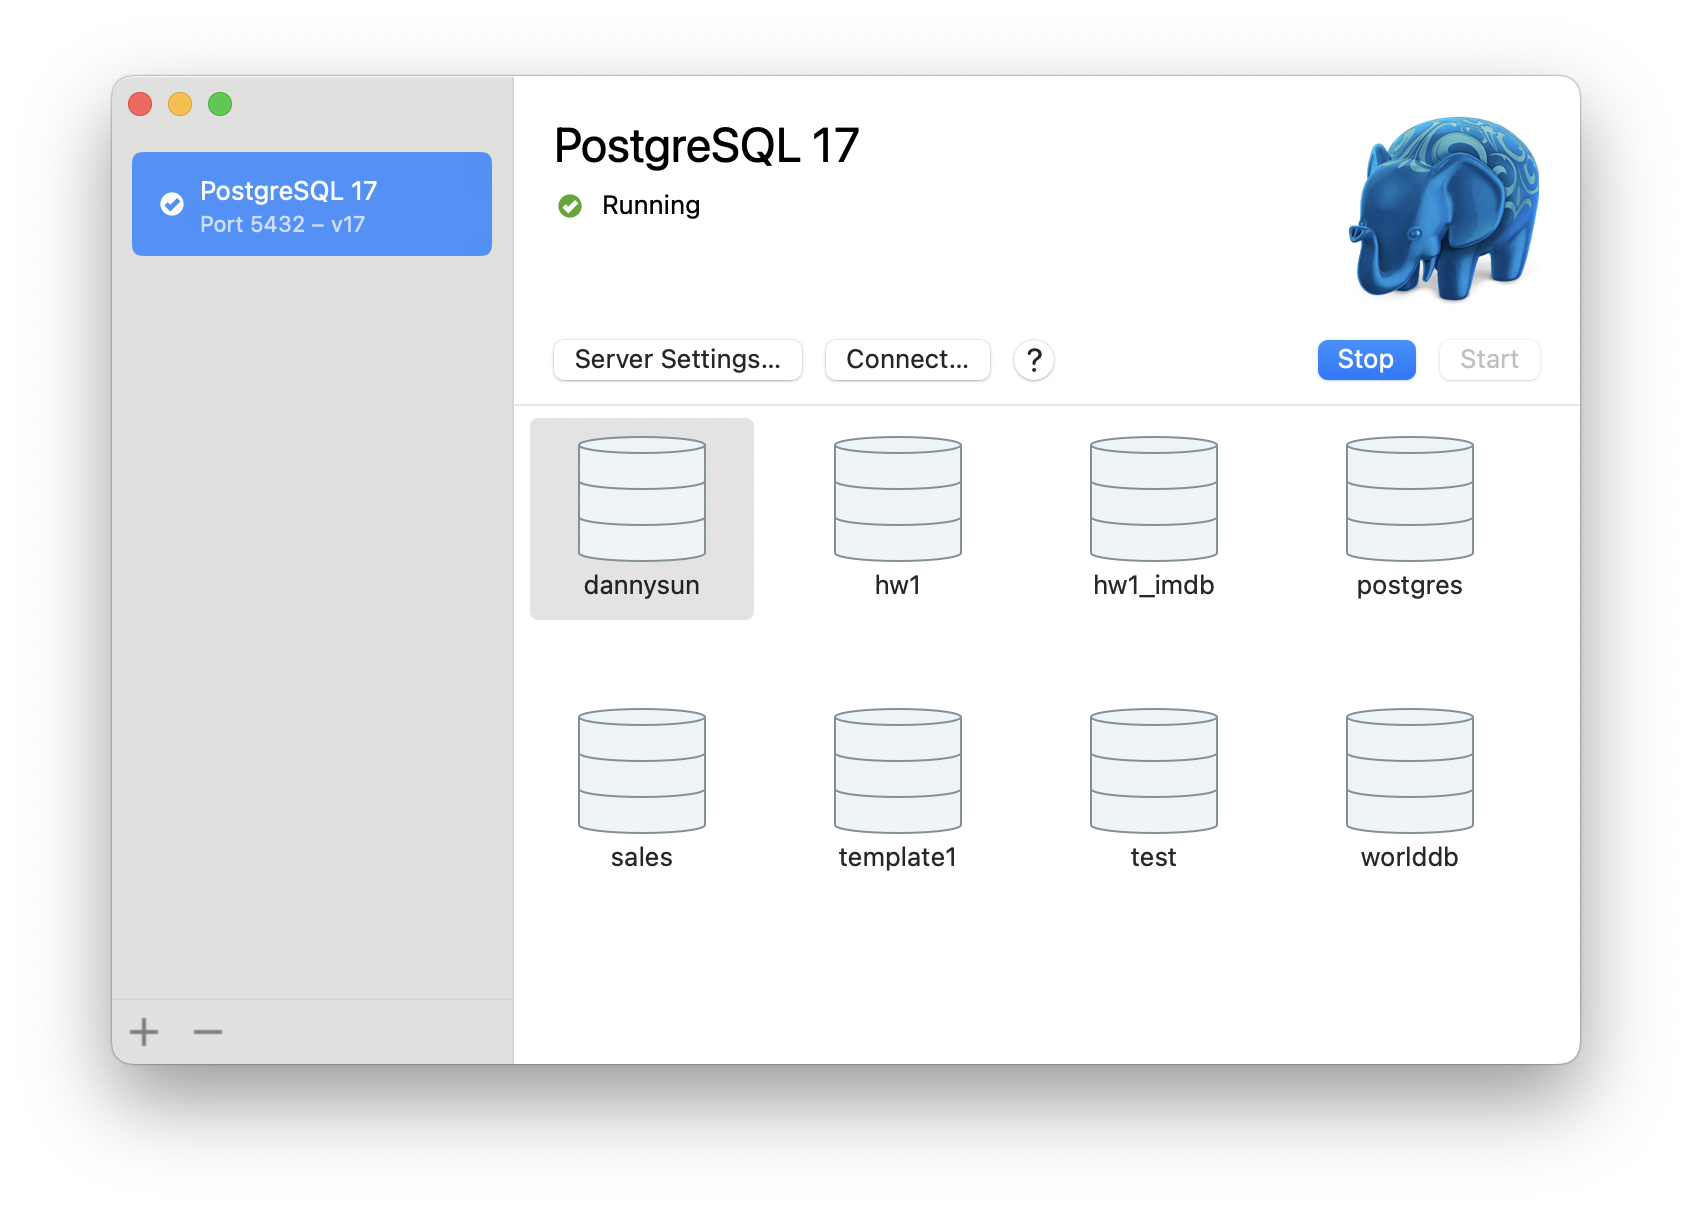 PostgreSQL 17
Port 5432 – v17
PostgreSQL 17
Running
Server Settings...
Connect...
?
Stop
Start
dannysun
hw1
hw1_imdb
postgres
sales
template1
test
worlddb